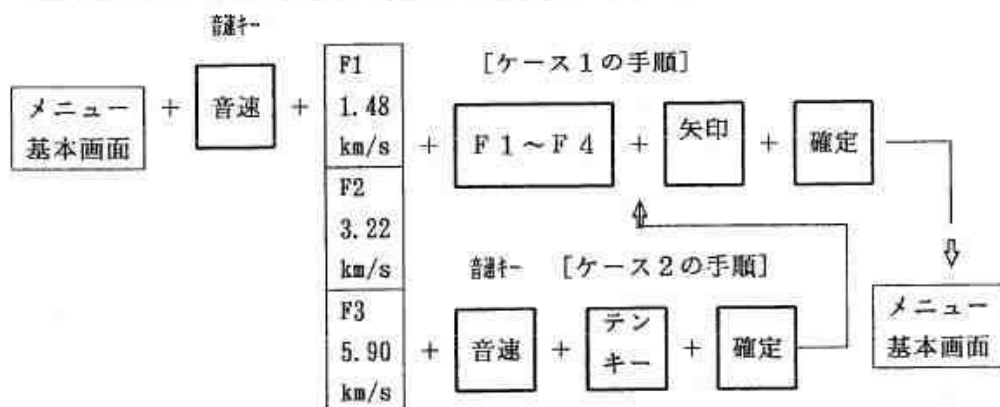 音速キー
[ケース1の手順]
メニュー
基本画面
+
音速
+
F1
1.48
km/s
F2
3.22
km/s
F3
5.90
km/s
+
F1~F4
+
矢印
+
確定
音速キー [ケース2の手順]
+
音速
+
テン
キー
+
確定
メニュー
基本画面